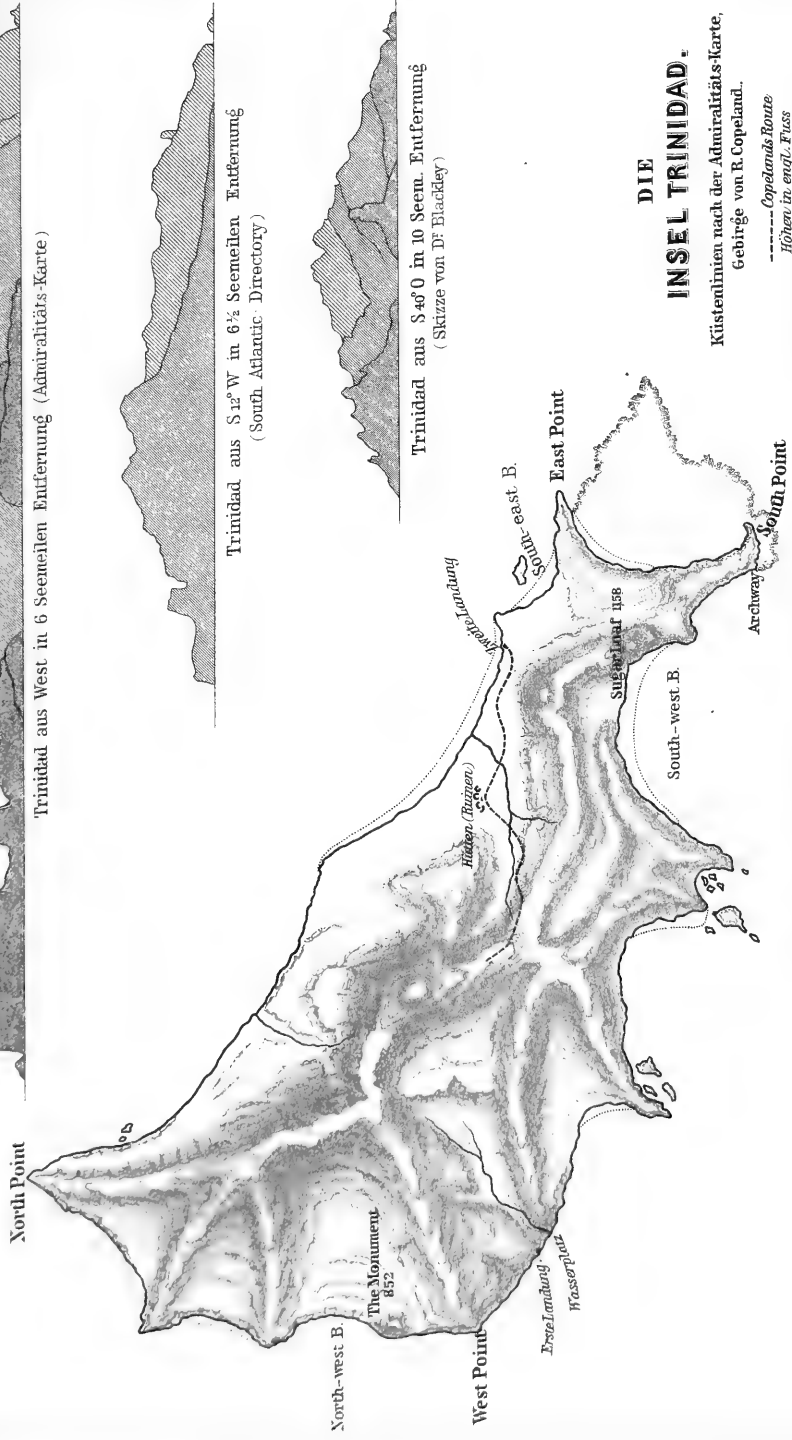 Trinidad aus West in 6 Seemeilen Entfernung (Admiralitäts-Karte)
Trinidad aus S 12° W in 6½ Seemeilen Entfernung
(South Atlantic Directory)
Trinidad aus S 40° O in 10 Seem. Entfernung
(Skizze von Dr. Blackley)
DIE
INSEL TRINIDAD.
Küstenlinien nach der Admiralitäts-Karte,
Gebirge von R. Copeland.
Copelands Route
Höhen in engl. Fuss
North Point
North-west B.
The Monument
852
West Point
Erste Landung
Wasserplatz
Hütten (Ruinen)
Zweite Landung
South-east B.
East Point
Sugar Loaf 1158
South-west B.
Archway
South Point